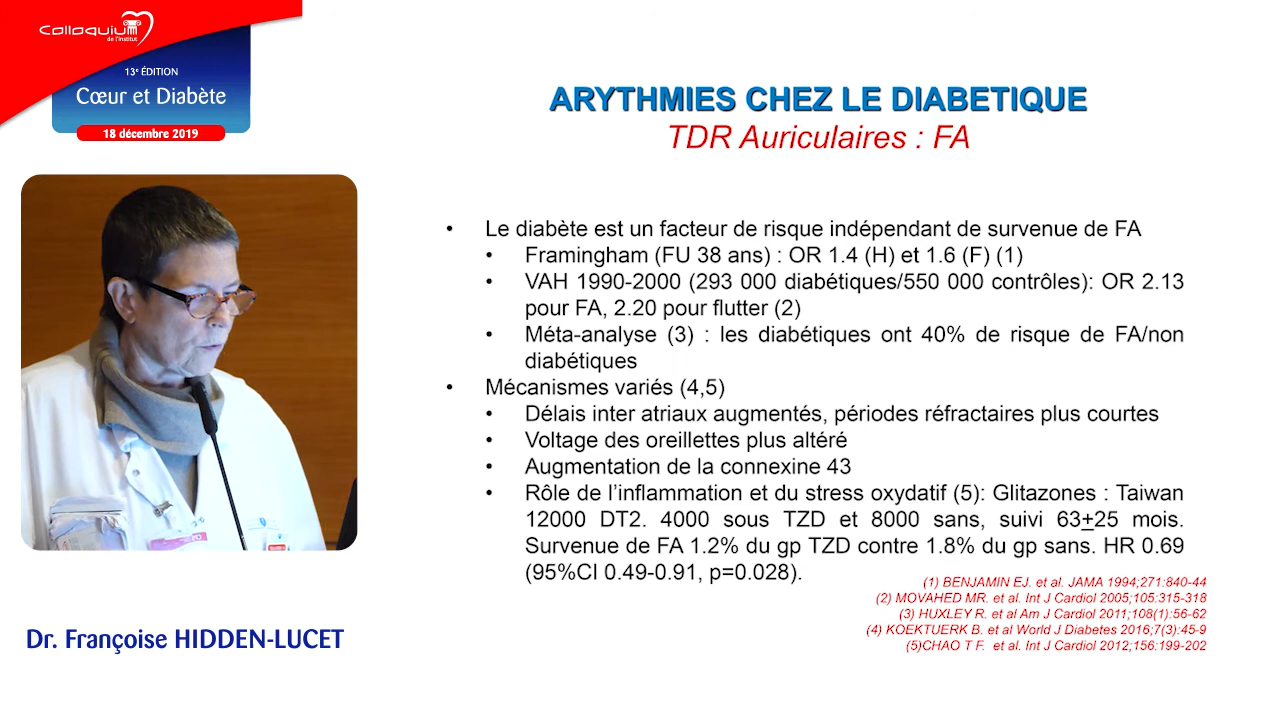 Colloquium
de l'Institut
13e ÉDITION
Cœur et Diabète
18 décembre 2019
ARYTHMIES CHEZ LE DIABETIQUE
TDR Auriculaires : FA
• Le diabète est un facteur de risque indépendant de survenue de FA
• Framingham (FU 38 ans) : OR 1.4 (H) et 1.6 (F) (1)
• VAH 1990-2000 (293 000 diabétiques/550 000 contrôles): OR 2.13
pour FA, 2.20 pour flutter (2)
• Méta-analyse (3) : les diabétiques ont 40% de risque de FA/non
diabétiques
• Mécanismes variés (4,5)
• Délais inter atriaux augmentés, périodes réfractaires plus courtes
• Voltage des oreillettes plus altéré
• Augmentation de la connexine 43
• Rôle de l'inflammation et du stress oxydatif (5): Glitazones : Taiwan
12000 DT2. 4000 sous TZD et 8000 sans, suivi 63±25 mois.
Survenue de FA 1.2% du gp TZD contre 1.8% du gp sans. HR 0.69
(95%CI 0.49-0.91, p=0.028).
(1) BENJAMIN EJ. et al. JAMA 1994;271:840-44
(2) MOVAHED MR. et al. Int J Cardiol 2005;105:315-318
(3) HUXLEY R. et al Am J Cardiol 2011;108(1):56-62
(4) KOEKTUERK B. et al World J Diabetes 2016;7(3):45-9
(5)CHAO T F. et al. Int J Cardiol 2012;156:199-202
Dr. Françoise HIDDEN-LUCET